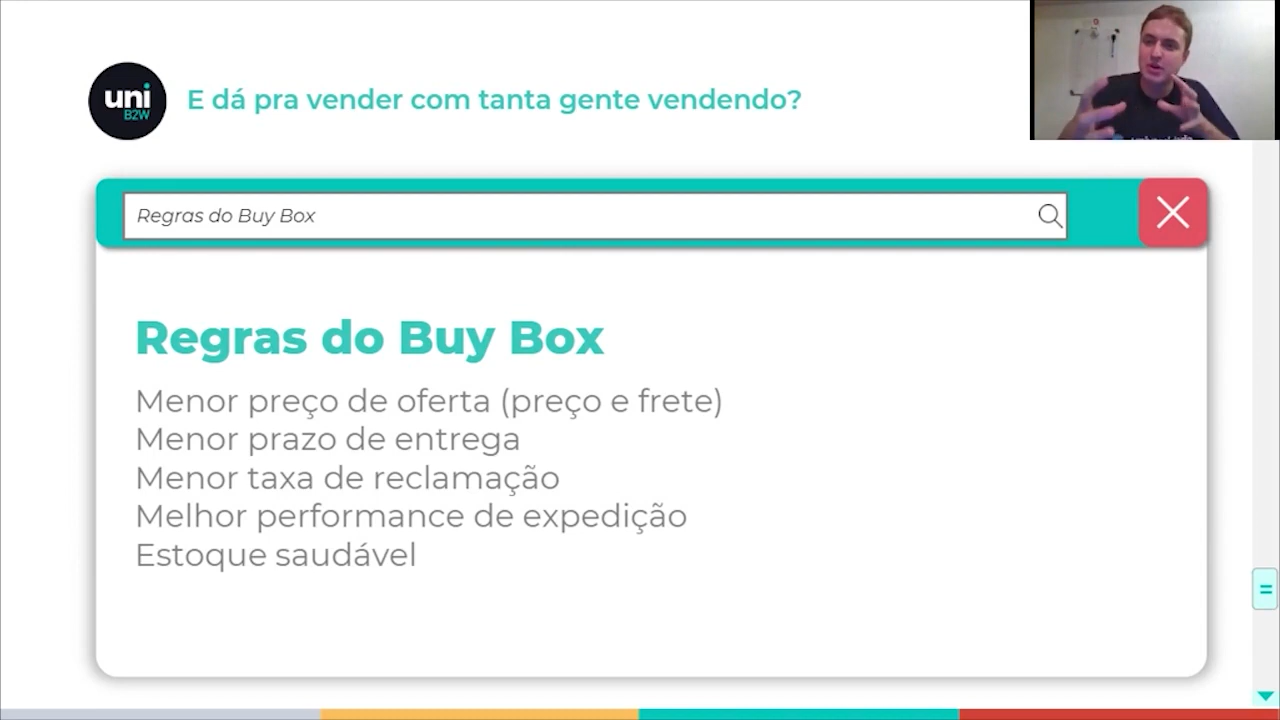 uni
B2W
E dá pra vender com tanta gente vendendo?
Regras do Buy Box
Regras do Buy Box
Menor preço de oferta (preço e frete)
Menor prazo de entrega
Menor taxa de reclamação
Melhor performance de expedição
Estoque saudável